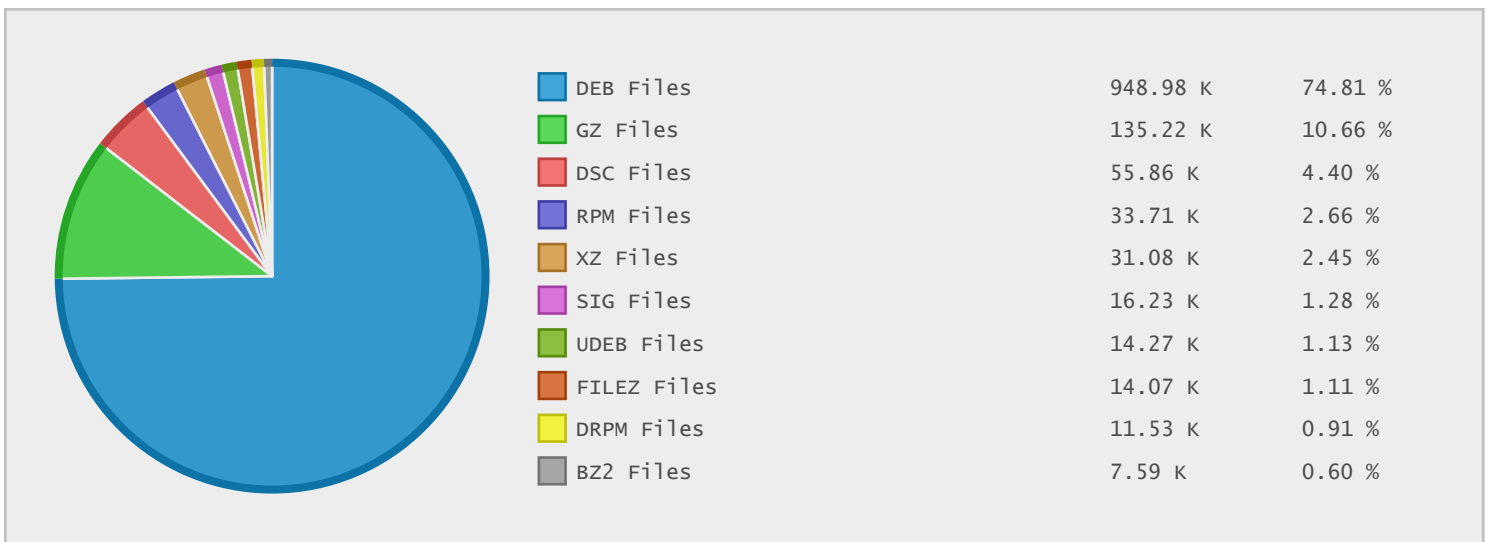 DEB Files 948.98 K 74.81 %
GZ Files 135.22 K 10.66 %
DSC Files 55.86 K 4.40 %
RPM Files 33.71 K 2.66 %
XZ Files 31.08 K 2.45 %
SIG Files 16.23 K 1.28 %
UDEB Files 14.27 K 1.13 %
FILEZ Files 14.07 K 1.11 %
DRPM Files 11.53 K 0.91 %
BZ2 Files 7.59 K 0.60 %